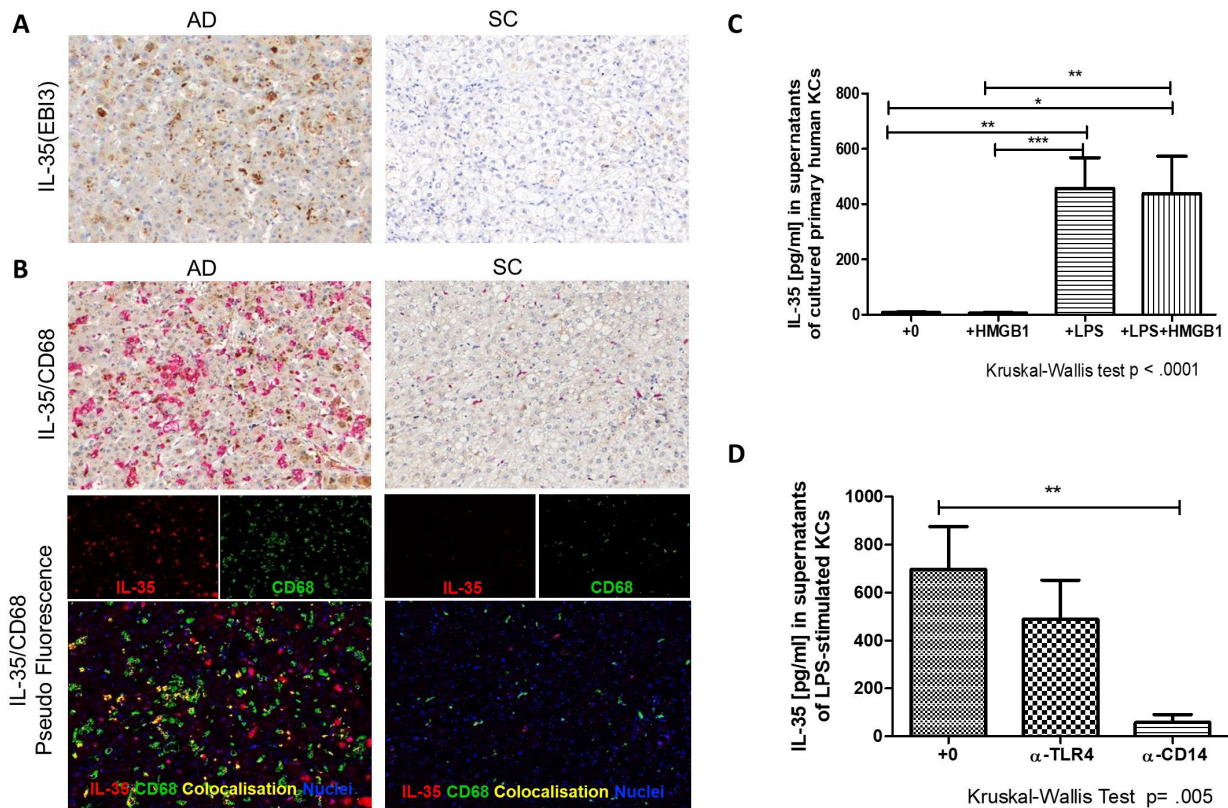 A
AD
SC
IL-35(EBI3)
B
AD
SC
IL-35/CD68
IL-35
CD68
IL-35
CD68
IL-35/CD68
Pseudo Fluorescence
IL-35 CD68 Colocalisation Nuclei
IL-35 CD68 Colocalisation Nuclei
C
IL-35 [pg/ml] in supernatants
of cultured primary human KCs
800
600
400
200
0
**
*
**
***
+0
+HMGB1
+LPS
+LPS+HMGB1
Kruskal-Wallis test p < .0001
D
IL-35 [pg/ml] in supernatants
of LPS-stimulated KCs
1000
800
600
400
200
0
**
+0
α-TLR4
α-CD14
Kruskal-Wallis Test p= .005